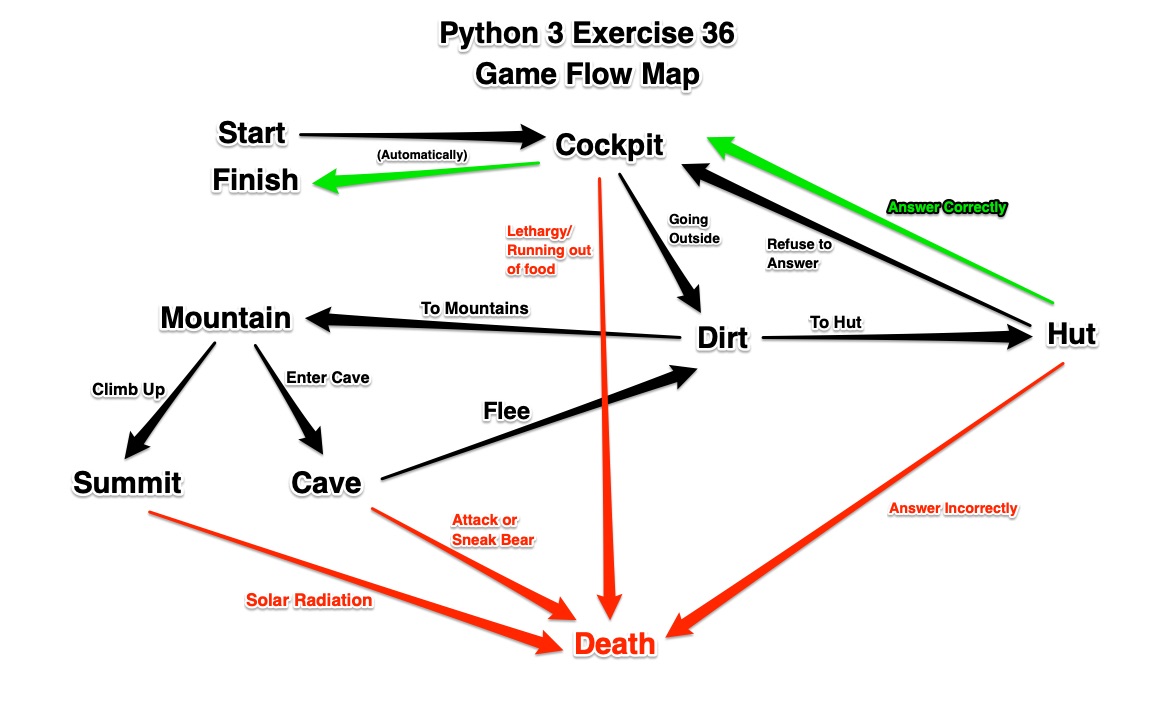 Python 3 Exercise 36
Game Flow Map
Start
Cockpit
(Automatically)
Finish
Answer Correctly
Going
Outside
Lethargy/
Running out
of food
Refuse to
Answer
Mountain
To Mountains
Dirt
To Hut
Hut
Climb Up
Enter Cave
Flee
Summit
Cave
Attack or
Sneak Bear
Answer Incorrectly
Solar Radiation
Death